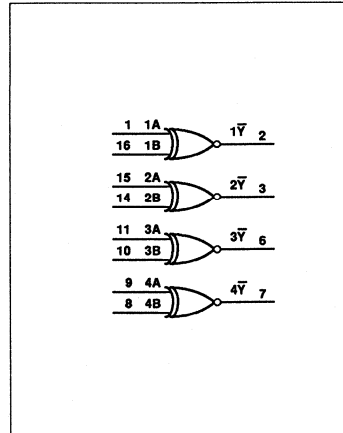 1 1A
16 1B
1Y̅ 2
15 2A
14 2B
2Y̅ 3
11 3A
10 3B
3Y̅ 6
9 4A
8 4B
4Y̅ 7